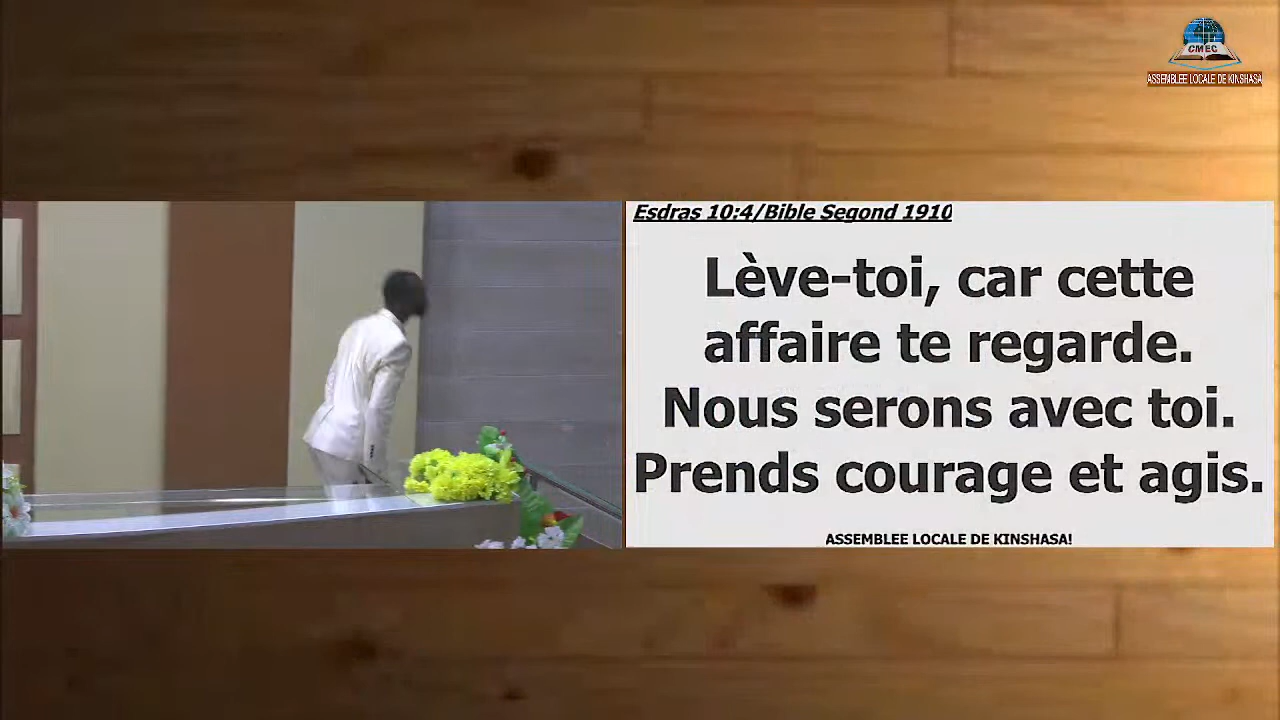 CMEC
ASSEMBLEE LOCALE DE KINSHASA
Esdras 10:4/Bible Segond 1910
Lève-toi, car cette
affaire te regarde.
Nous serons avec toi.
Prends courage et agis.
ASSEMBLEE LOCALE DE KINSHASA!